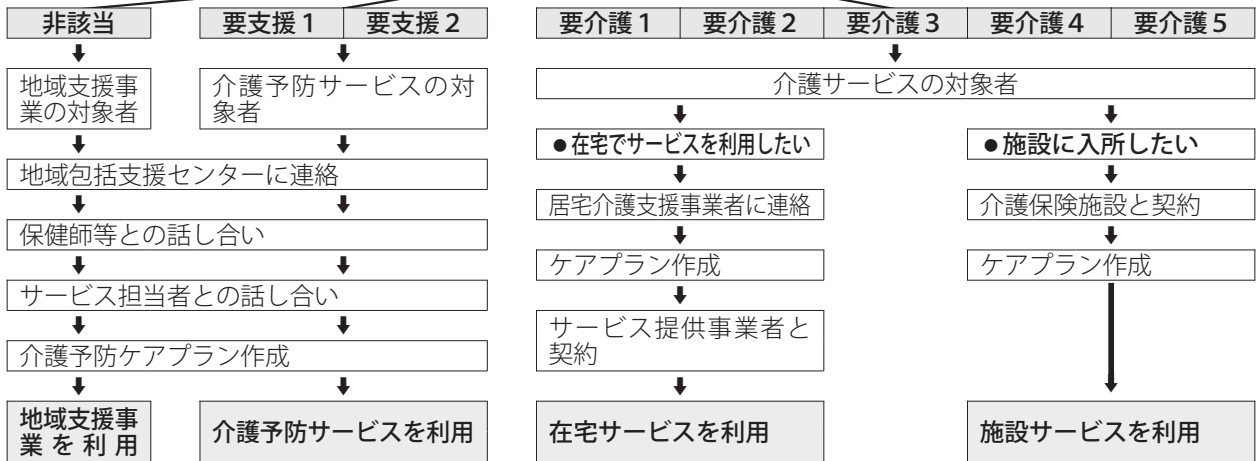 非該当
要支援1 要支援2
要介護1 要介護2 要介護3 要介護4 要介護5
地域支援事
業の対象者
介護予防サービスの対
象者
介護サービスの対象者
●在宅でサービスを利用したい
●施設に入所したい
地域包括支援センターに連絡
居宅介護支援事業者に連絡
介護保険施設と契約
保健師等との話し合い
ケアプラン作成
ケアプラン作成
サービス担当者との話し合い
サービス提供事業者と
契約
介護予防ケアプラン作成
地域支援事
業を利用
介護予防サービスを利用
在宅サービスを利用
施設サービスを利用